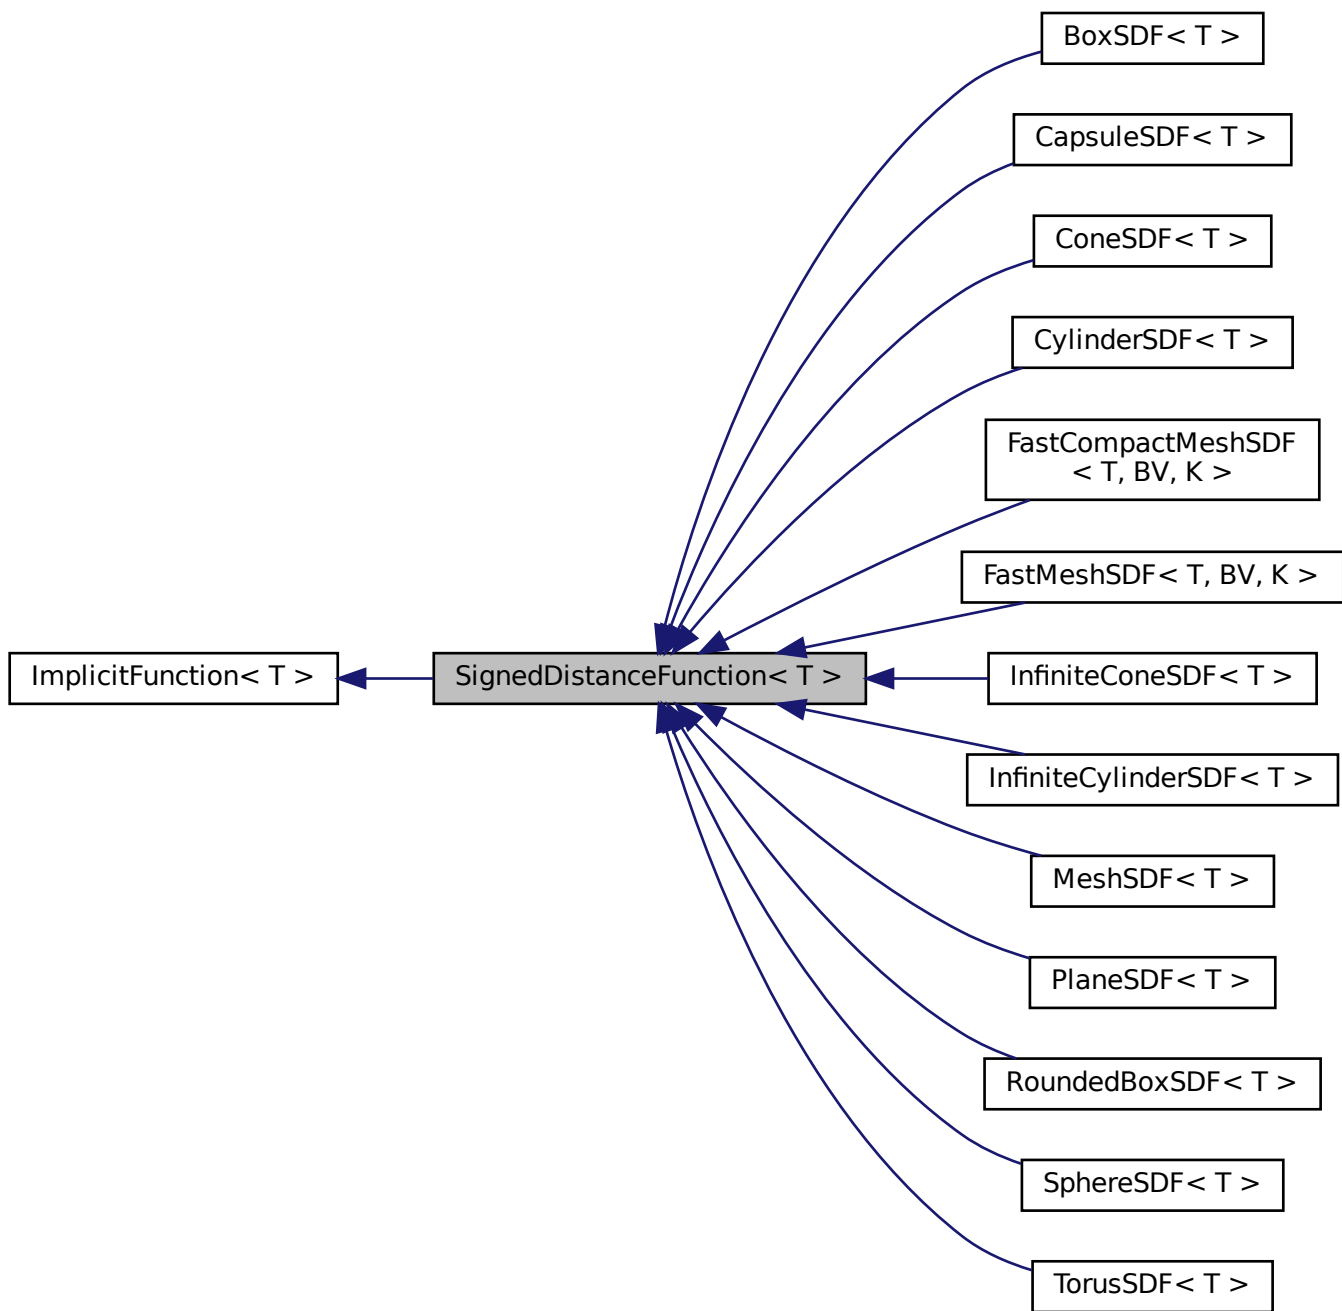 BoxSDF< T >
CapsuleSDF< T >
ConeSDF< T >
CylinderSDF< T >
FastCompactMeshSDF
< T, BV, K >
FastMeshSDF< T, BV, K >
ImplicitFunction< T >
SignedDistanceFunction< T >
InfiniteConeSDF< T >
InfiniteCylinderSDF< T >
MeshSDF< T >
PlaneSDF< T >
RoundedBoxSDF< T >
SphereSDF< T >
TorusSDF< T >